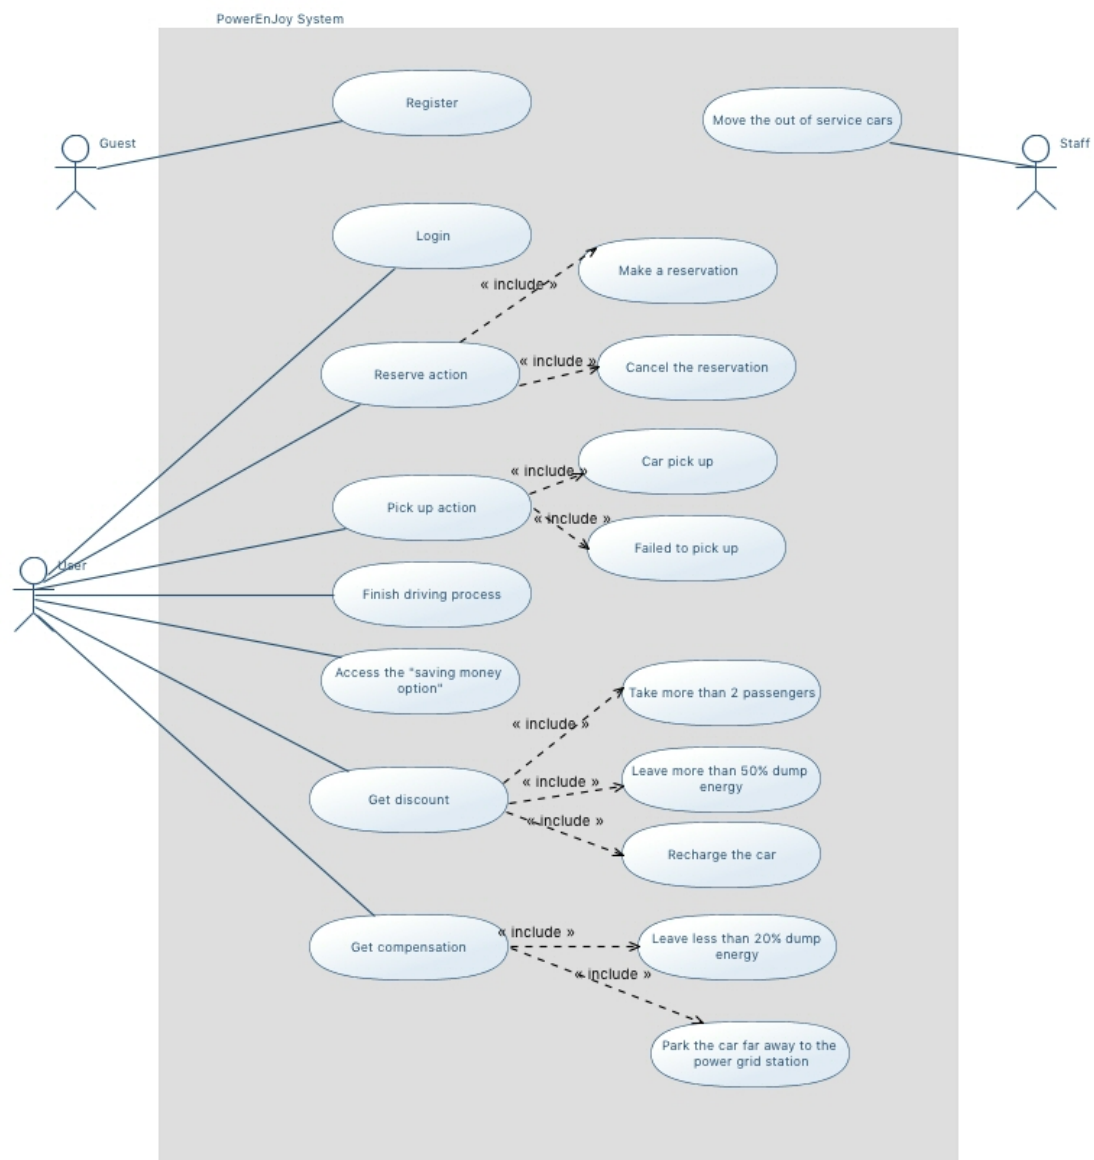 PowerEnJoy System
Register
Move the out of service cars
Guest
Staff
Login
Make a reservation
« include »
« include »
Cancel the reservation
Reserve action
Car pick up
« include »
Pick up action
« include »
Failed to pick up
User
Finish driving process
Access the "saving money
option"
Take more than 2 passengers
« include »
Leave more than 50% dump
energy
« include »
Get discount
« include »
Recharge the car
« include »
Leave less than 20% dump
energy
Get compensation
« include »
Park the car far away to the
power grid station